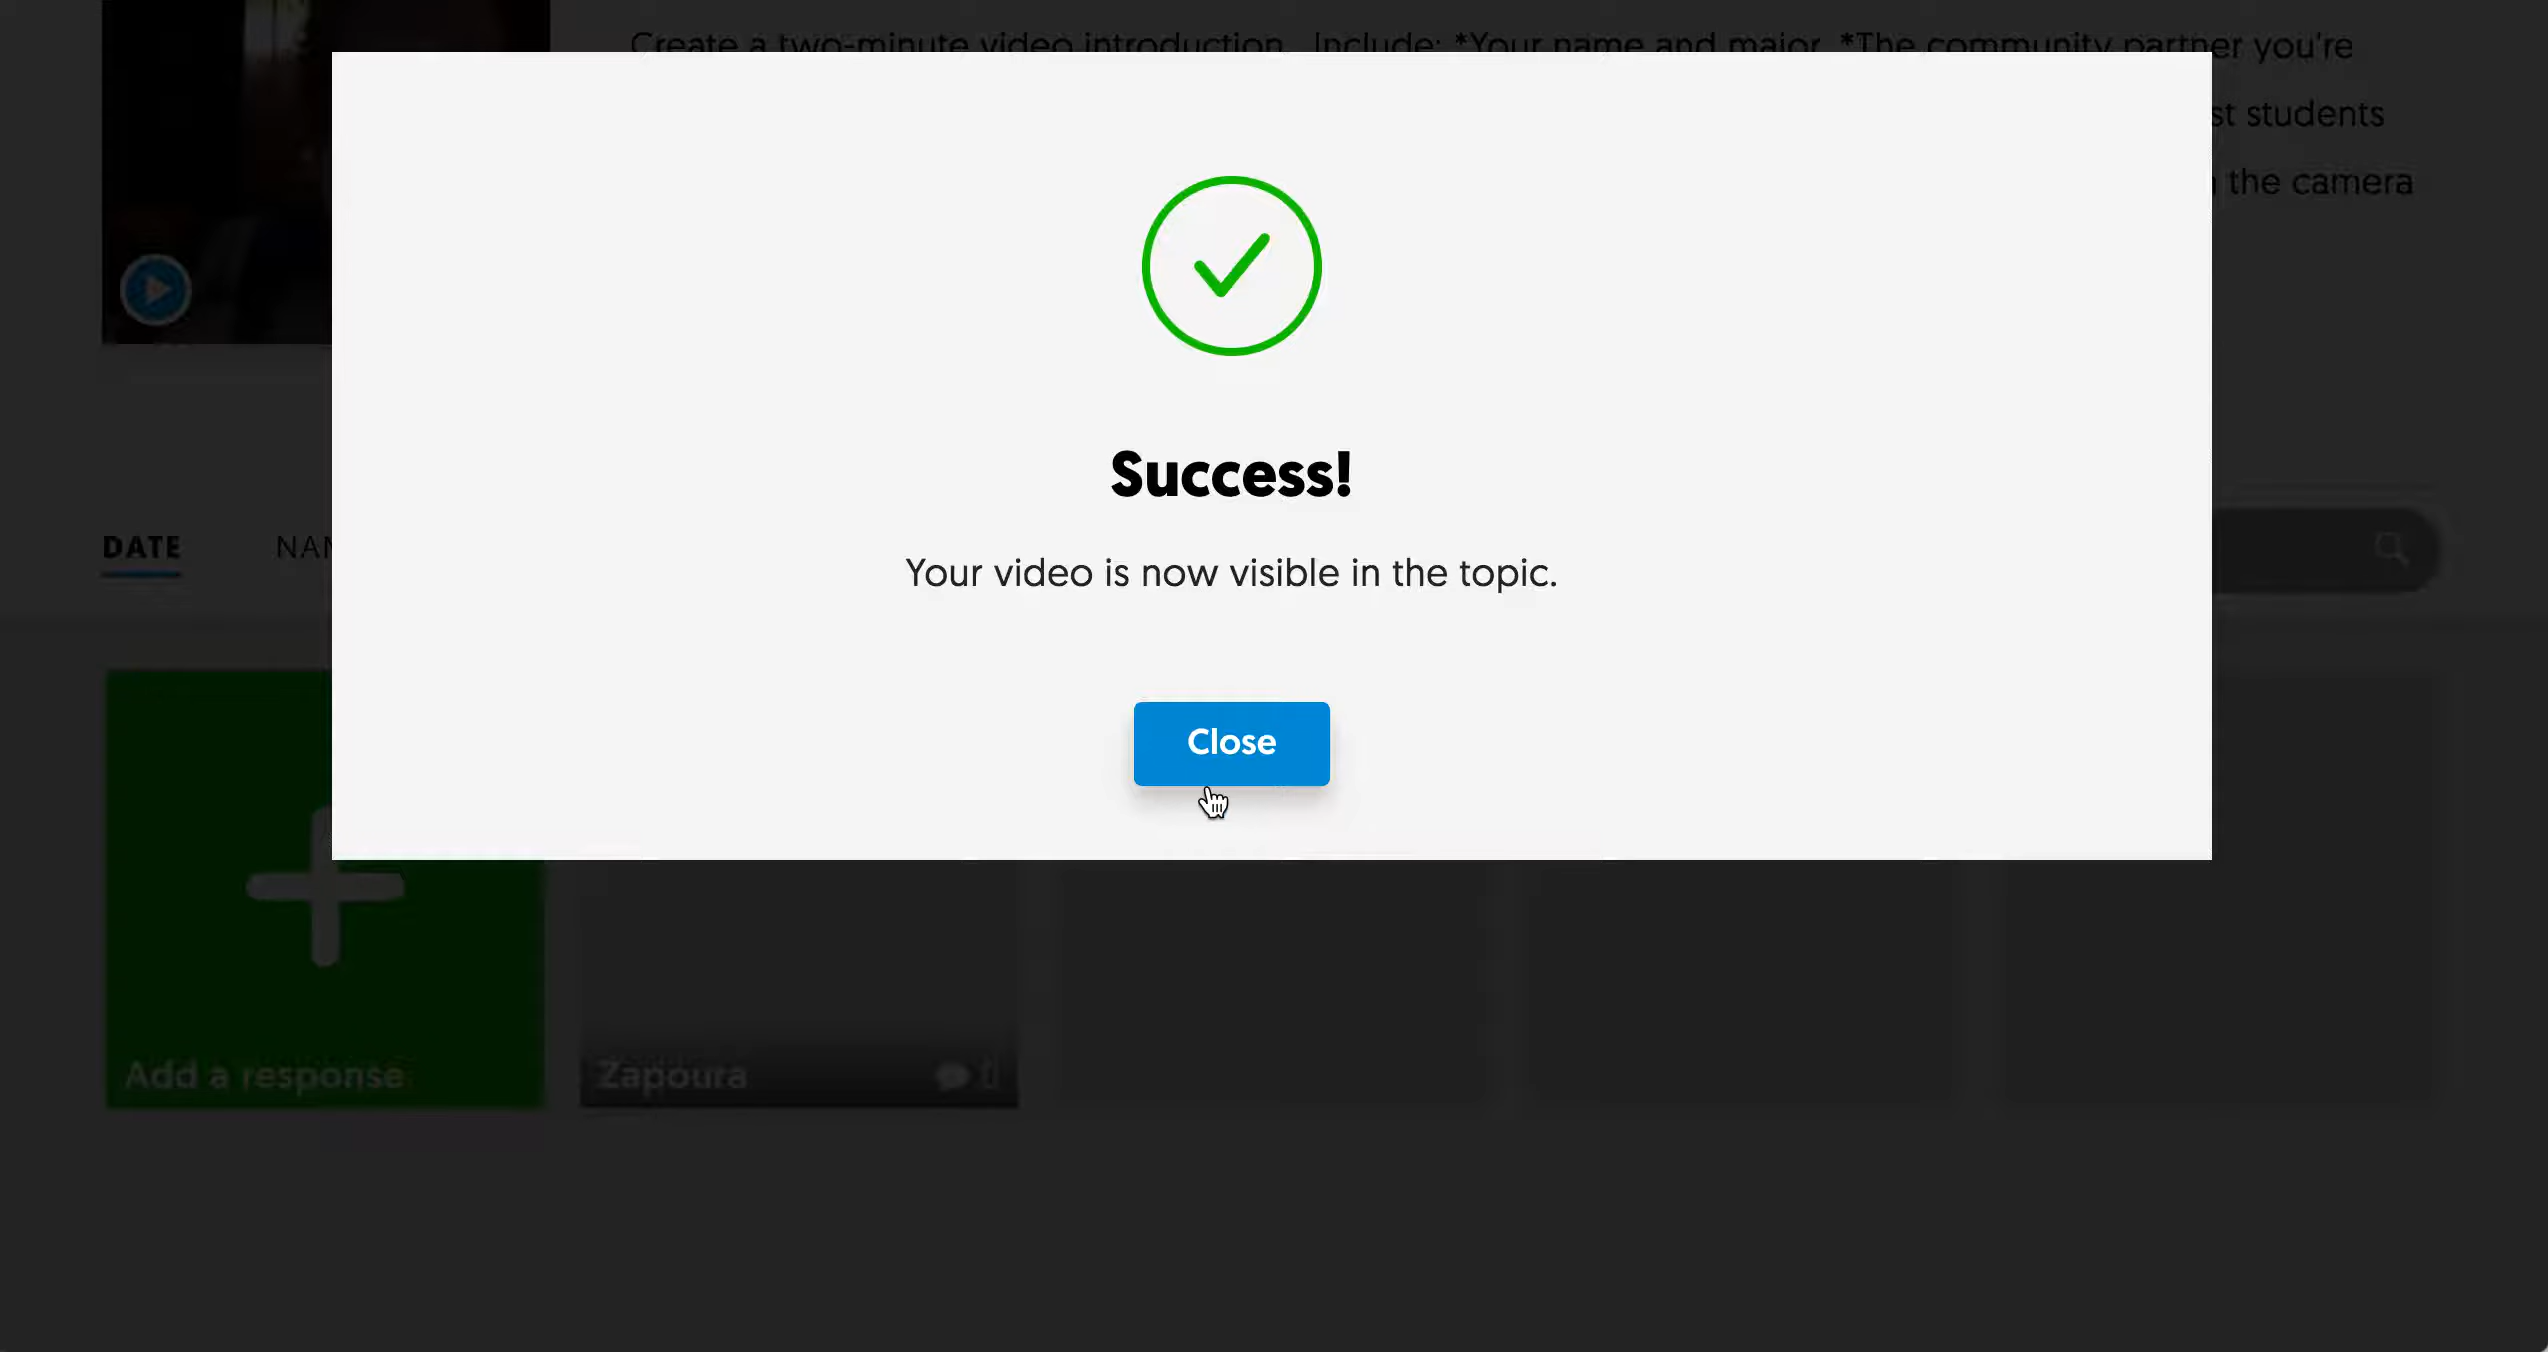 Create a two-minute video introduction. Include: *Your name and major. *The community partner you're
st students
the camera
Success!
Your video is now visible in the topic.
DATE
Close
Add a response
Zapoura